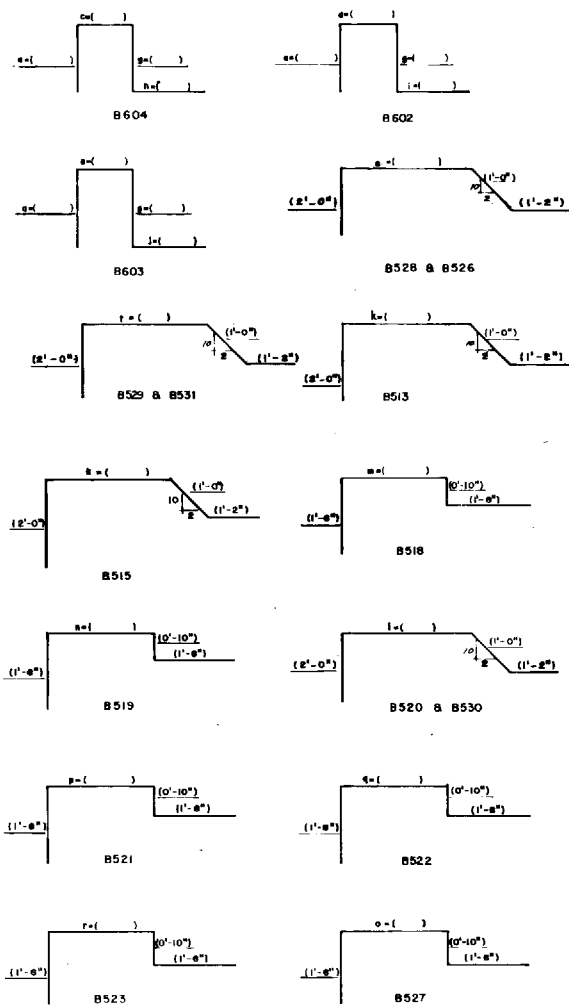 c=( )
a=( )
g=( )
h=( )
B604
d=( )
a=( )
g=( )
i=( )
B602
( )
a=( )
g=( )
j=( )
B603
=( )
(1'-0")
10
2
(2'-0")
(1'-2")
B528 & B526
=( )
(1'-0")
10
2
(2'-0")
(1'-2")
B529 & B531
k=( )
(1'-0")
10
2
(2'-0")
(1'-2")
B513
=( )
(1'-0")
10
2
(2'-0")
(1'-2")
B515
m=( )
(0'-10")
(1'-6")
(1'-6")
B518
n=( )
(0'-10")
(1'-6")
(1'-6")
B519
l=( )
(1'-0")
10
2
(2'-0")
(1'-2")
B520 & B530
p=( )
(0'-10")
(1'-6")
(1'-6")
B521
q=( )
(0'-10")
(1'-6")
(1'-6")
B522
r=( )
(0'-10")
(1'-6")
(1'-6")
B523
o=( )
(0'-10")
(1'-6")
(1'-6")
B527